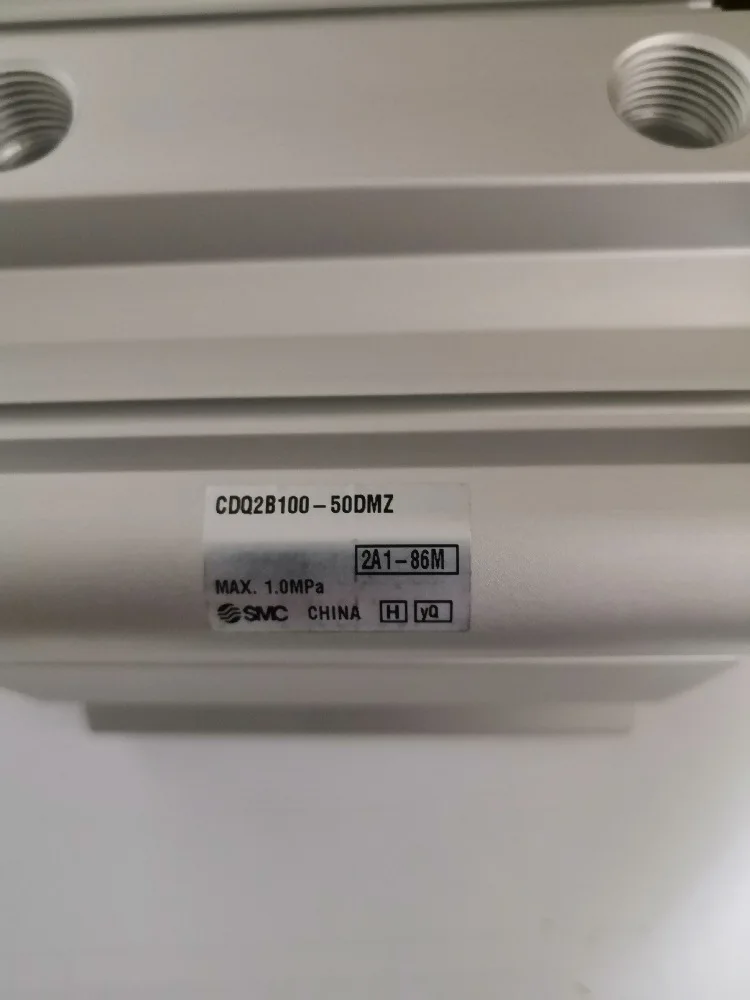 CDQ2B100-50DMZ
2A1-86M
MAX. 1.0MPa
SMC CHINA H yQ